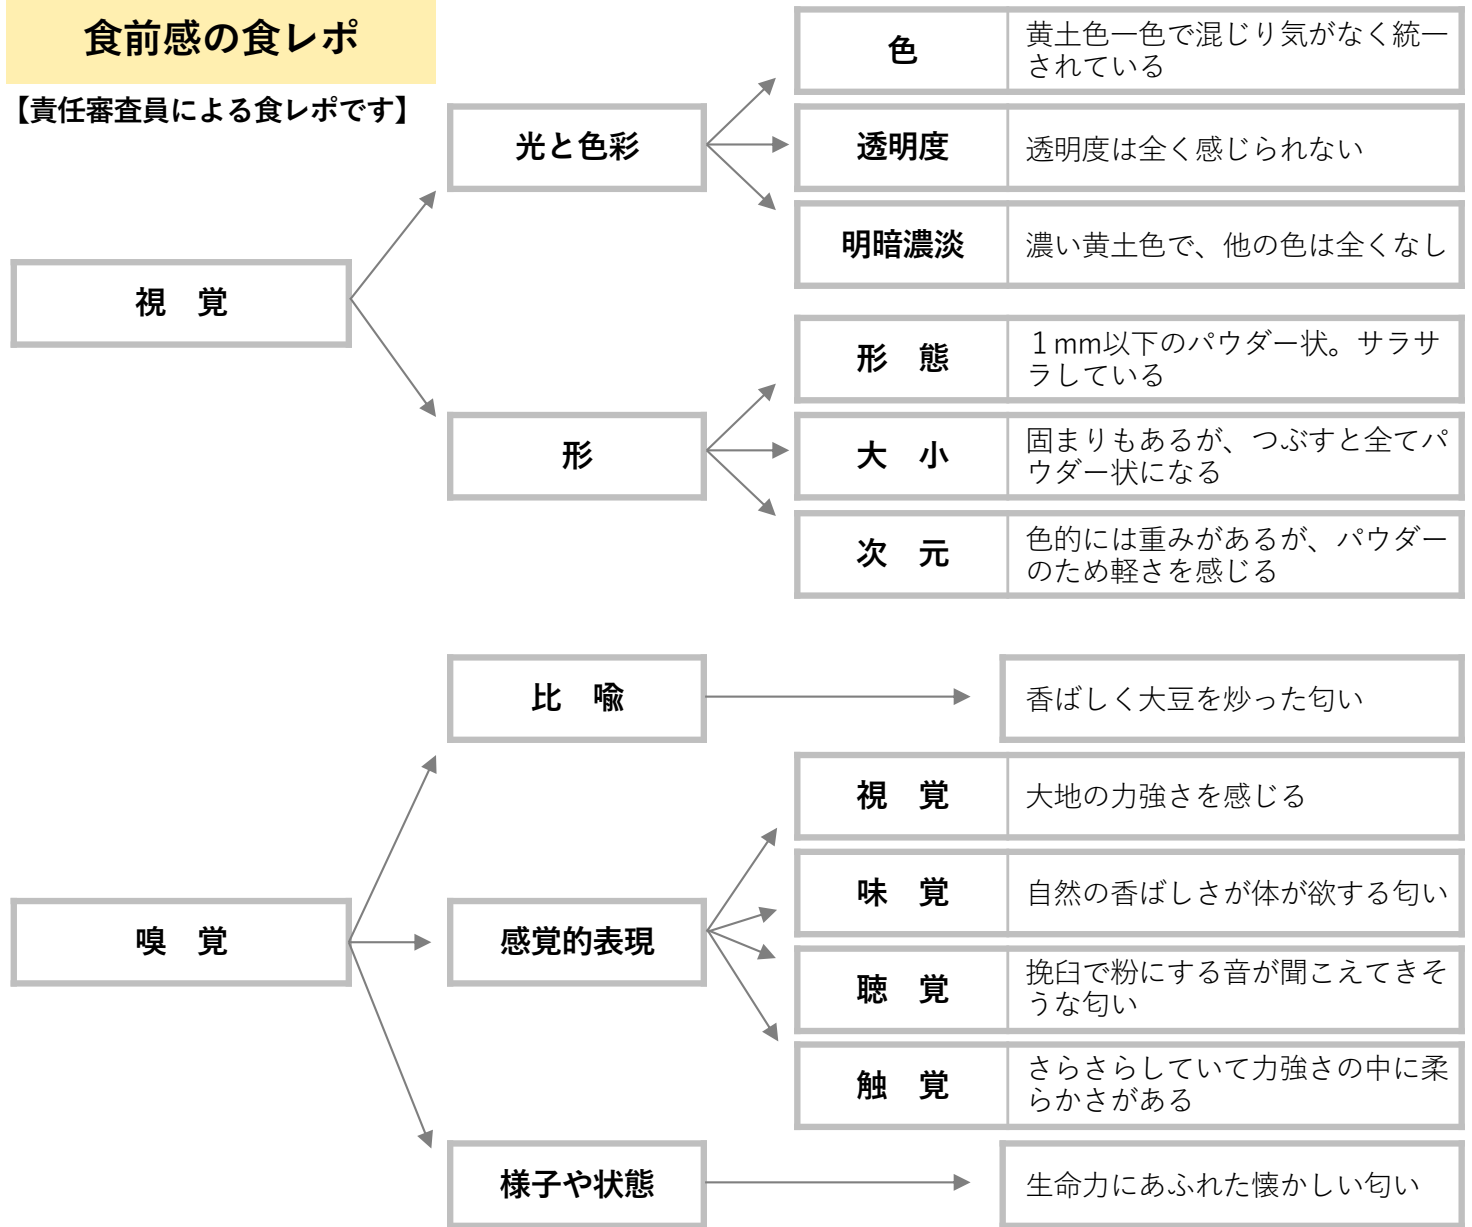 食前感の食レポ
【責任審査員による食レポです】
視　覚
光と色彩
色
黄土色一色で混じり気がなく統一
されている
透明度
透明度は全く感じられない
明暗濃淡
濃い黄土色で、他の色は全くなし
形
形　態
１mm以下のパウダー状。サラサ
ラしている
大　小
固まりもあるが、つぶすと全てパ
ウダー状になる
次　元
色的には重みがあるが、パウダー
のため軽さを感じる
嗅　覚
比　喩
香ばしく大豆を炒った匂い
感覚的表現
視　覚
大地の力強さを感じる
味　覚
自然の香ばしさが体が欲する匂い
聴　覚
挽臼で粉にする音が聞こえてきそ
うな匂い
触　覚
さらさらしていて力強さの中に柔
らかさがある
様子や状態
生命力にあふれた懐かしい匂い